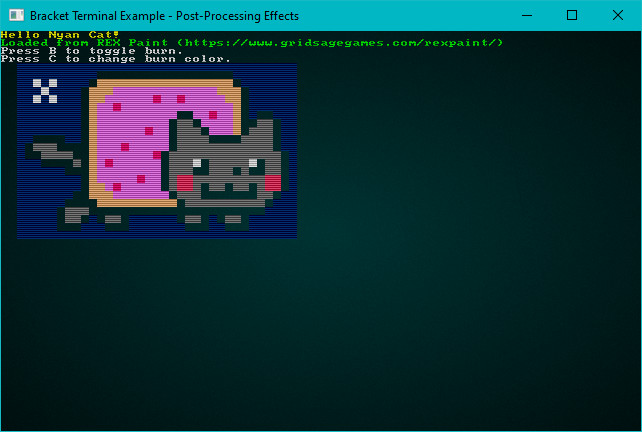 Bracket Terminal Example - Post-Processing Effects
Hello Nyan Cat!
Loaded from REX Paint (https://www.gridsagegames.com/rexpaint/)
Press B to toggle burn.
Press C to change burn color.